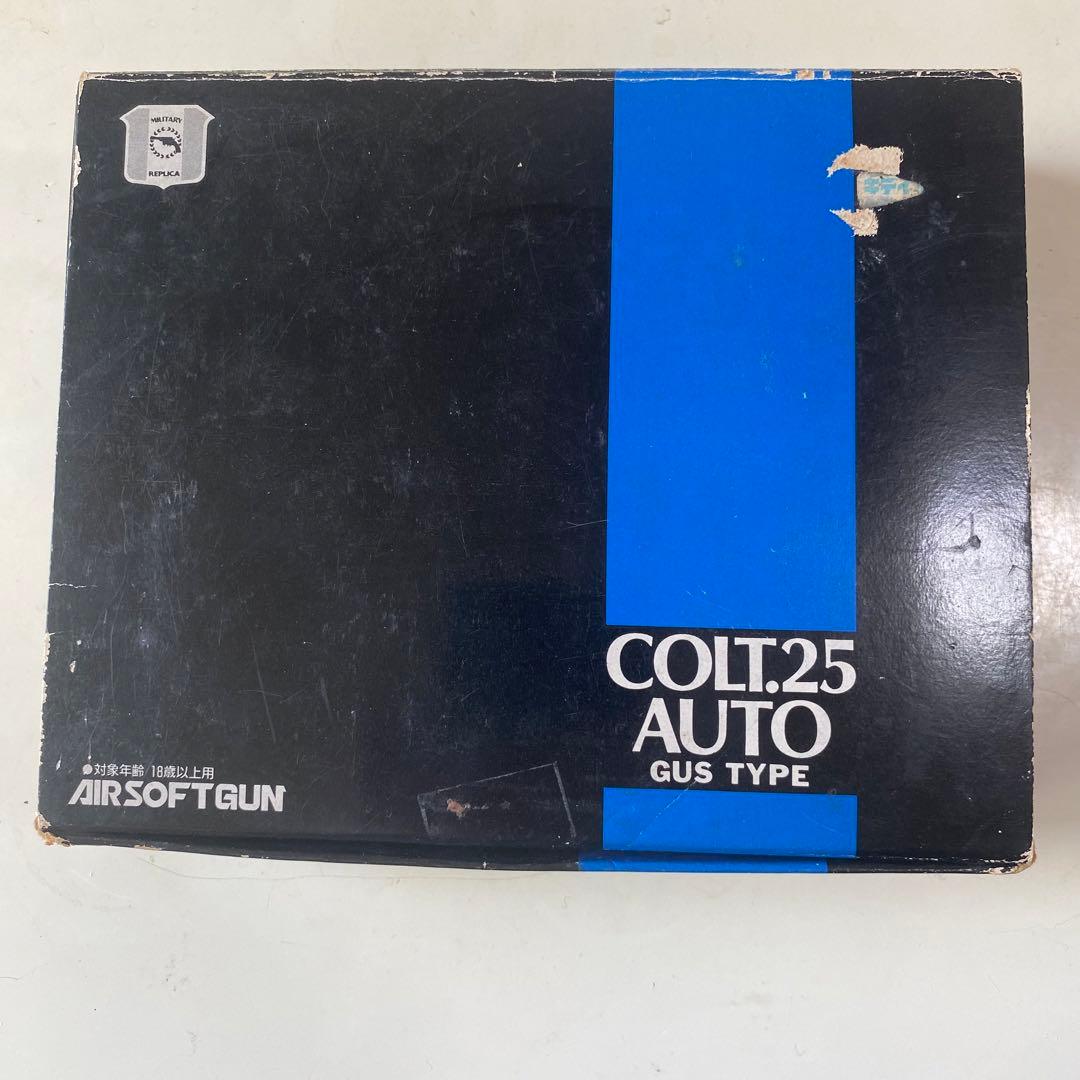 MILITARY
REPLICA
COLT.25
AUTO
GUS TYPE
対象年齢/18歳以上用
AIRSOFTGUN